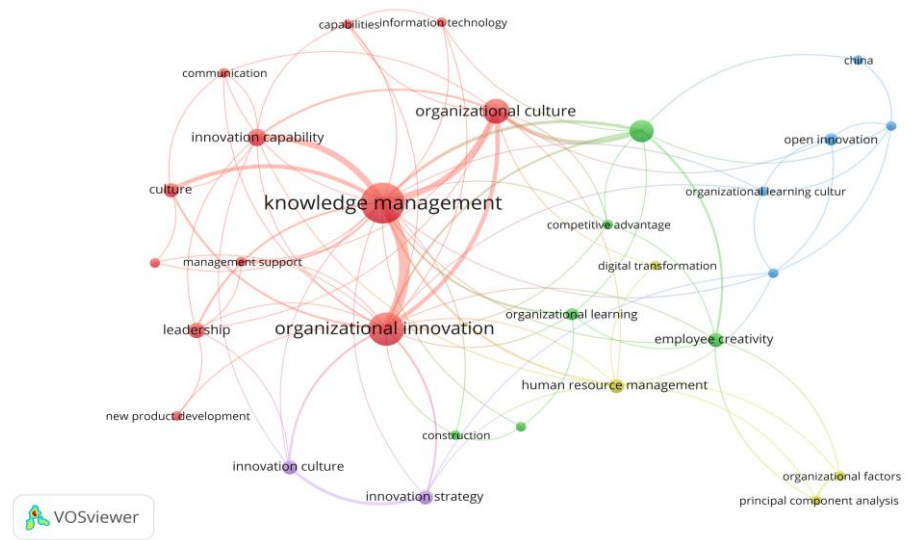 capabilities
information technology
china
communication
organizational culture
innovation capability
open innovation
culture
organizational learning cultur
knowledge management
competitive advantage
management support
digital transformation
organizational learning
leadership
organizational innovation
employee creativity
human resource management
new product development
construction
innovation culture
organizational factors
innovation strategy
principal component analysis
VOSviewer